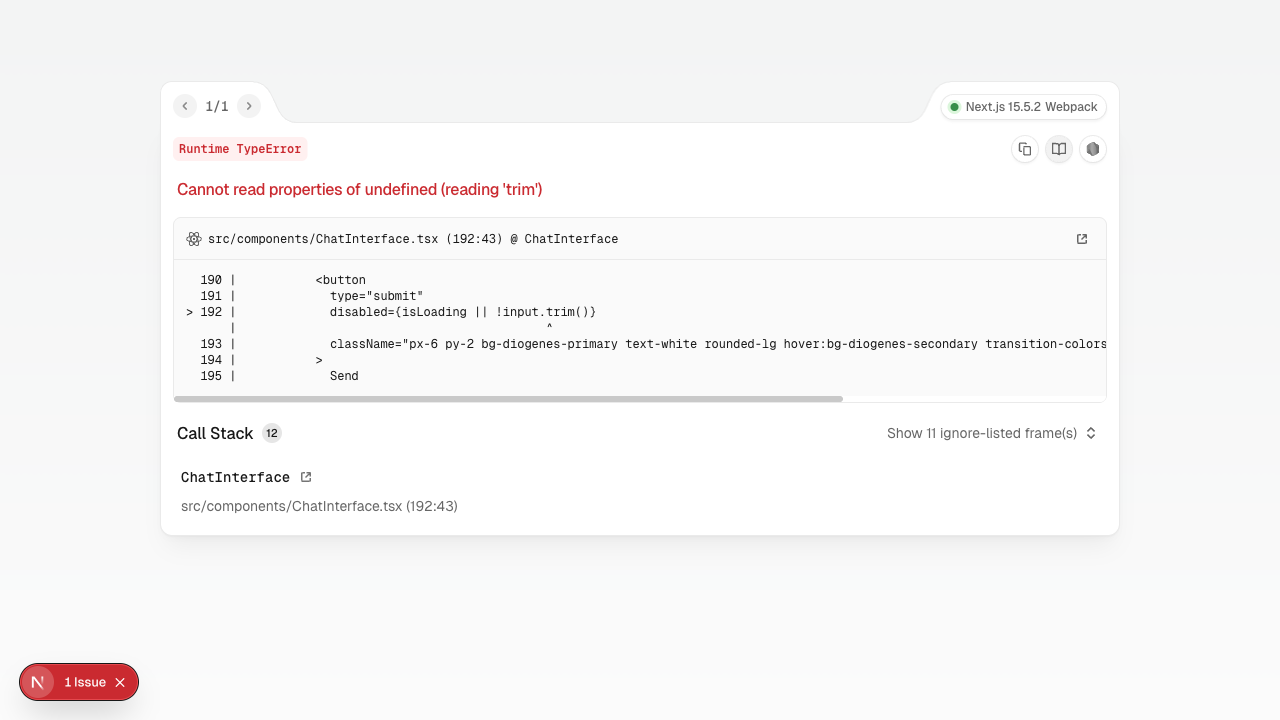 1/1
Next.js 15.5.2 Webpack
Runtime TypeError
Cannot read properties of undefined (reading 'trim')
src/components/ChatInterface.tsx (192:43) @ ChatInterface
190 |           <button
191 |             type="submit"
> 192 |             disabled={isLoading || !input.trim()}
|                                           ^
193 |             className="px-6 py-2 bg-diogenes-primary text-white rounded-lg hover:bg-diogenes-secondary transition-colors
194 |           >
195 |             Send
Call Stack 12
Show 11 ignore-listed frame(s)
ChatInterface
src/components/ChatInterface.tsx (192:43)
N 1 Issue